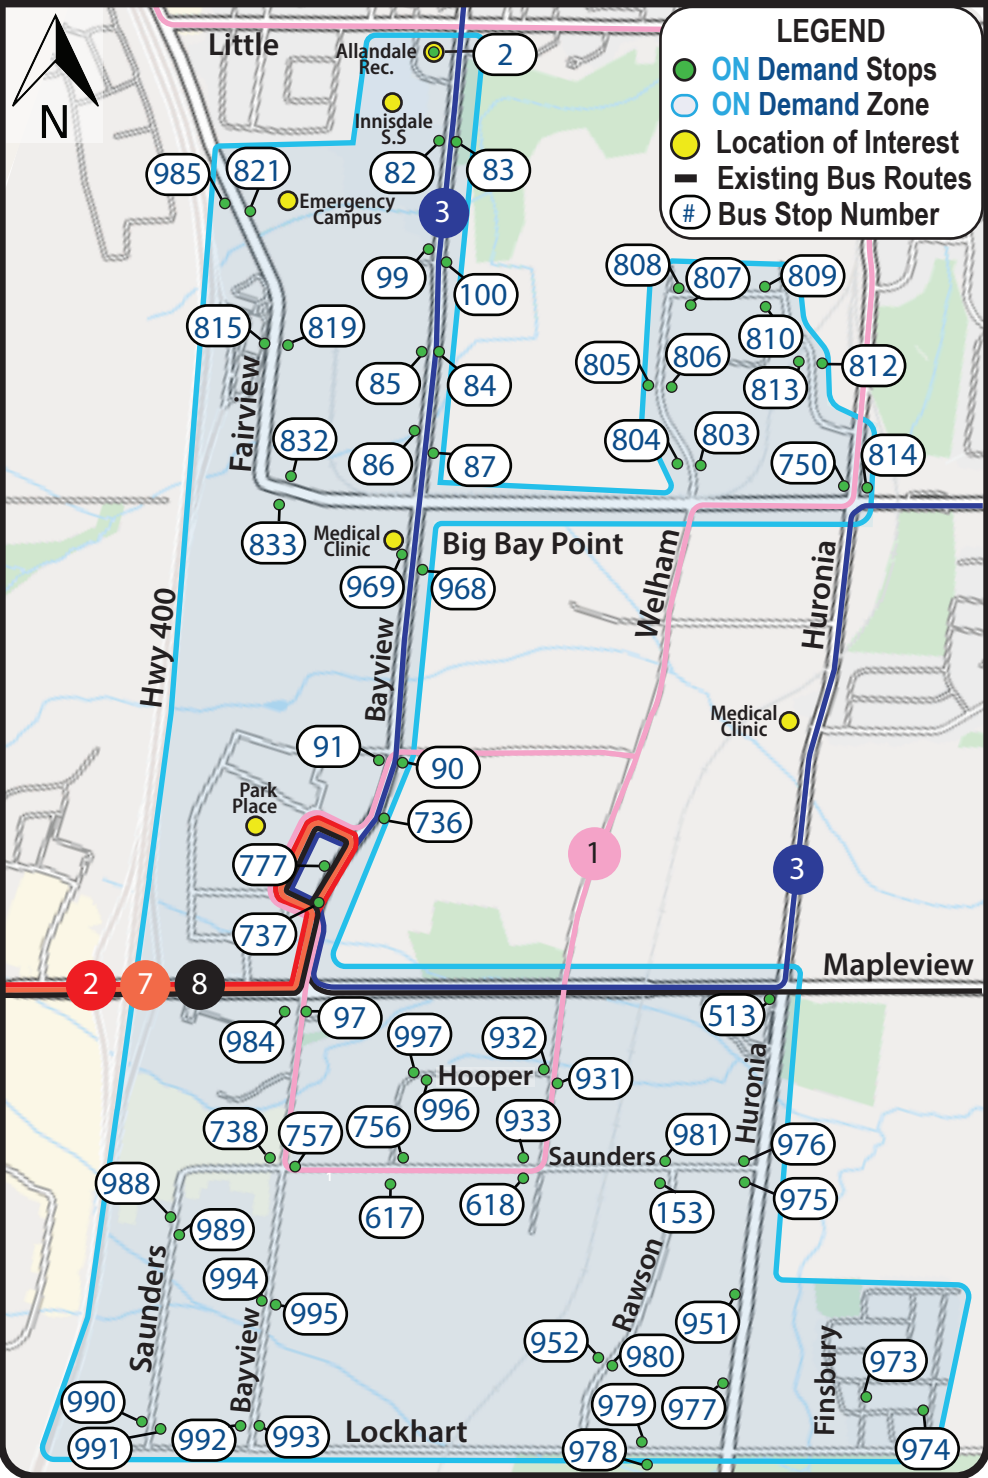 N
Little
Allandale
Rec.
2
Innisdale
S.S
82
83
985
821
Emergency
Campus
3
LEGEND
ON Demand Stops
ON Demand Zone
Location of Interest
Existing Bus Routes
# Bus Stop Number
99
100
808
807
809
810
815
819
805
806
812
813
85
84
Fairview
832
86
87
804
803
750
814
833
Medical
Clinic
Big Bay Point
969
968
Welham
Huronia
Hwy 400
Bayview
Medical
Clinic
91
90
Park
Place
736
777
1
3
737
Mapleview
2
7
8
984
97
513
997
932
Hooper
931
996
Huronia
738
757
756
933
Saunders
981
976
988
1
617
618
153
975
989
Saunders
994
995
Bayview
Rawson
951
952
980
Finsbury
973
990
979
977
991
992
993
Lockhart
978
974